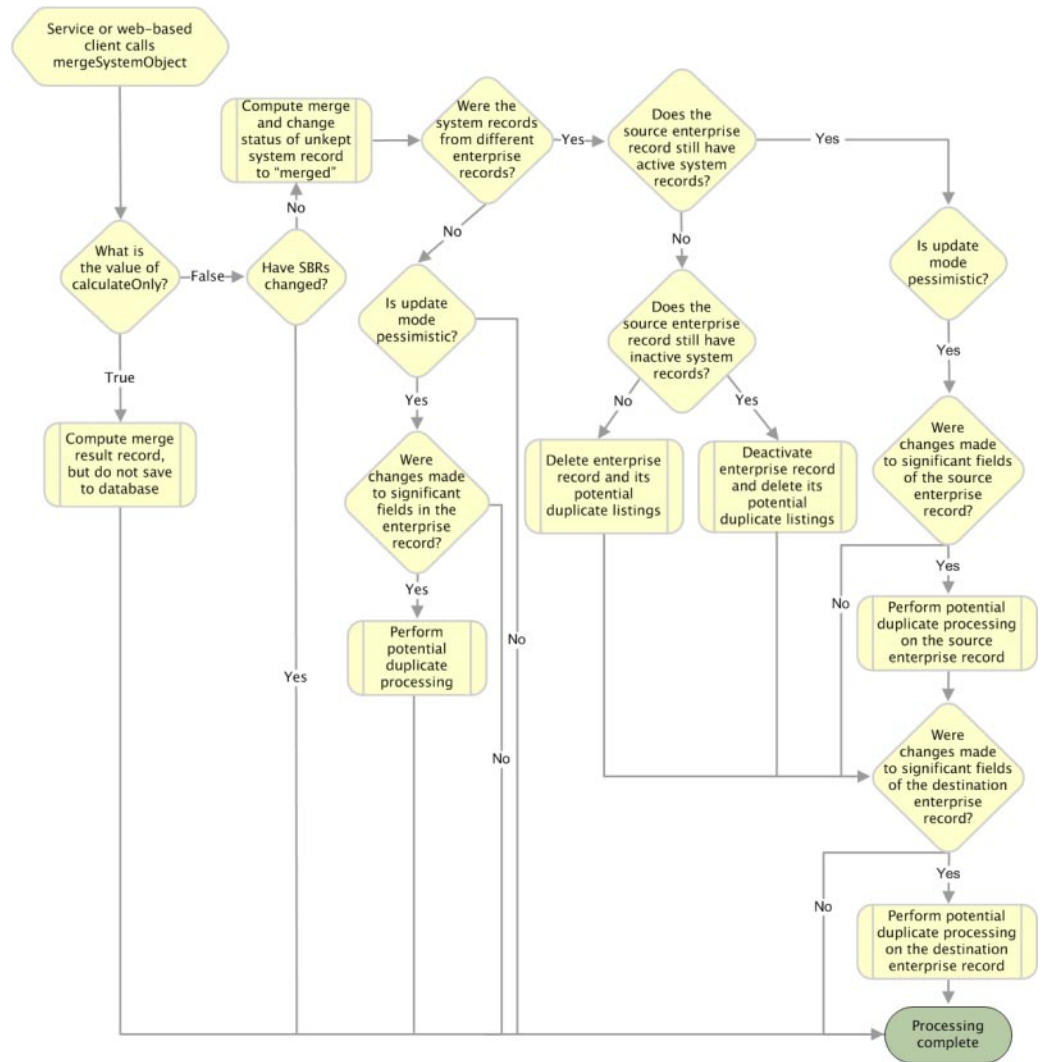 Service or web-based
client calls
mergeSystemObject
Compute merge
and change
status of unkept
system record
to "merged"
Were the
system records
from different
enterprise
records?
Yes
Does the
source enterprise
record still have
active system
records?
Yes
No
What is
the value of
calculateOnly?
False
Have SBRs
changed?
No
Is update
mode
pessimistic?
No
Does the
source enterprise
record still have
inactive system
records?
Is update
mode
pessimistic?
Yes
True
Yes
No
Yes
Compute merge
result record,
but do not save
to database
Were
changes made
to significant
fields in the
enterprise
record?
Delete enterprise
record and its
potential
duplicate listings
Deactivate
enterprise record
and delete its
potential
duplicate listings
Were
changes made
to significant fields
of the source
enterprise
record?
Yes
Yes
No
Perform
potential
duplicate
processing
No
Perform potential
duplicate processing
on the source
enterprise record
Yes
No
Were
changes made
to significant fields
of the destination
enterprise
record?
Yes
No
Perform potential
duplicate processing
on the destination
enterprise record
Processing
complete